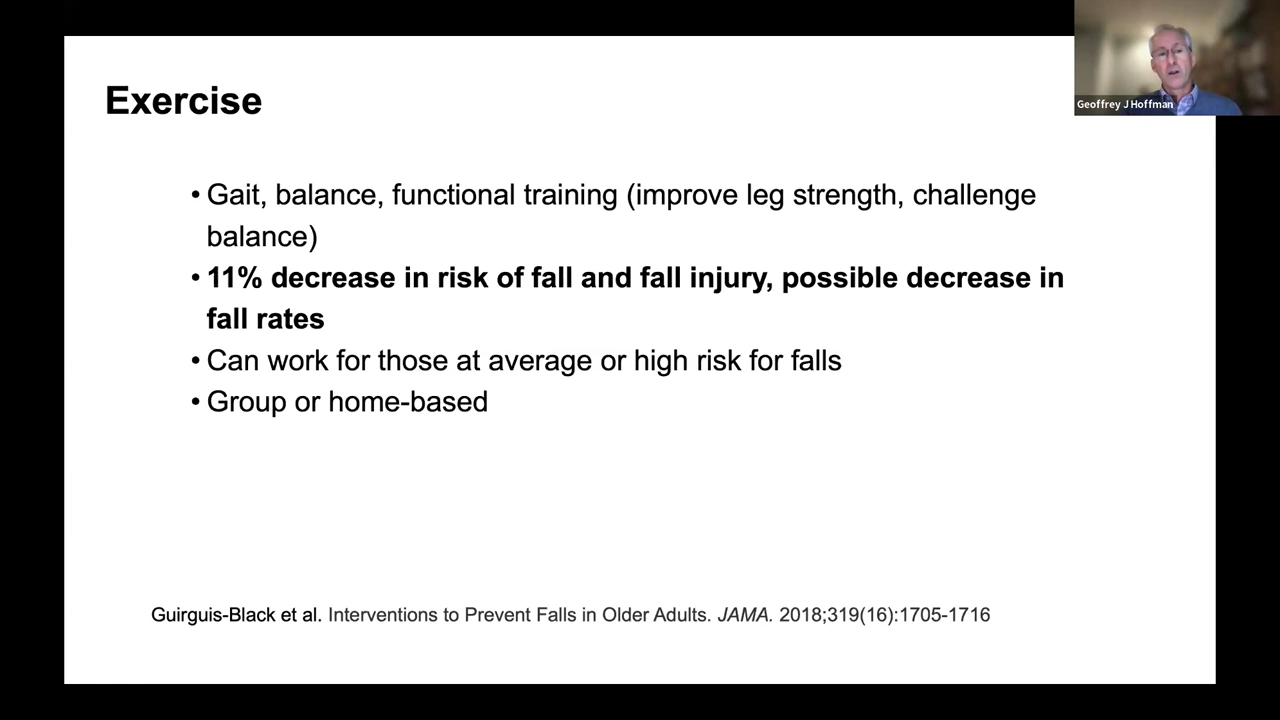 Exercise
Geoffrey J Hoffman
• Gait, balance, functional training (improve leg strength, challenge
balance)
• 11% decrease in risk of fall and fall injury, possible decrease in
fall rates
• Can work for those at average or high risk for falls
• Group or home-based
Guirguis-Black et al. Interventions to Prevent Falls in Older Adults. JAMA. 2018;319(16):1705-1716